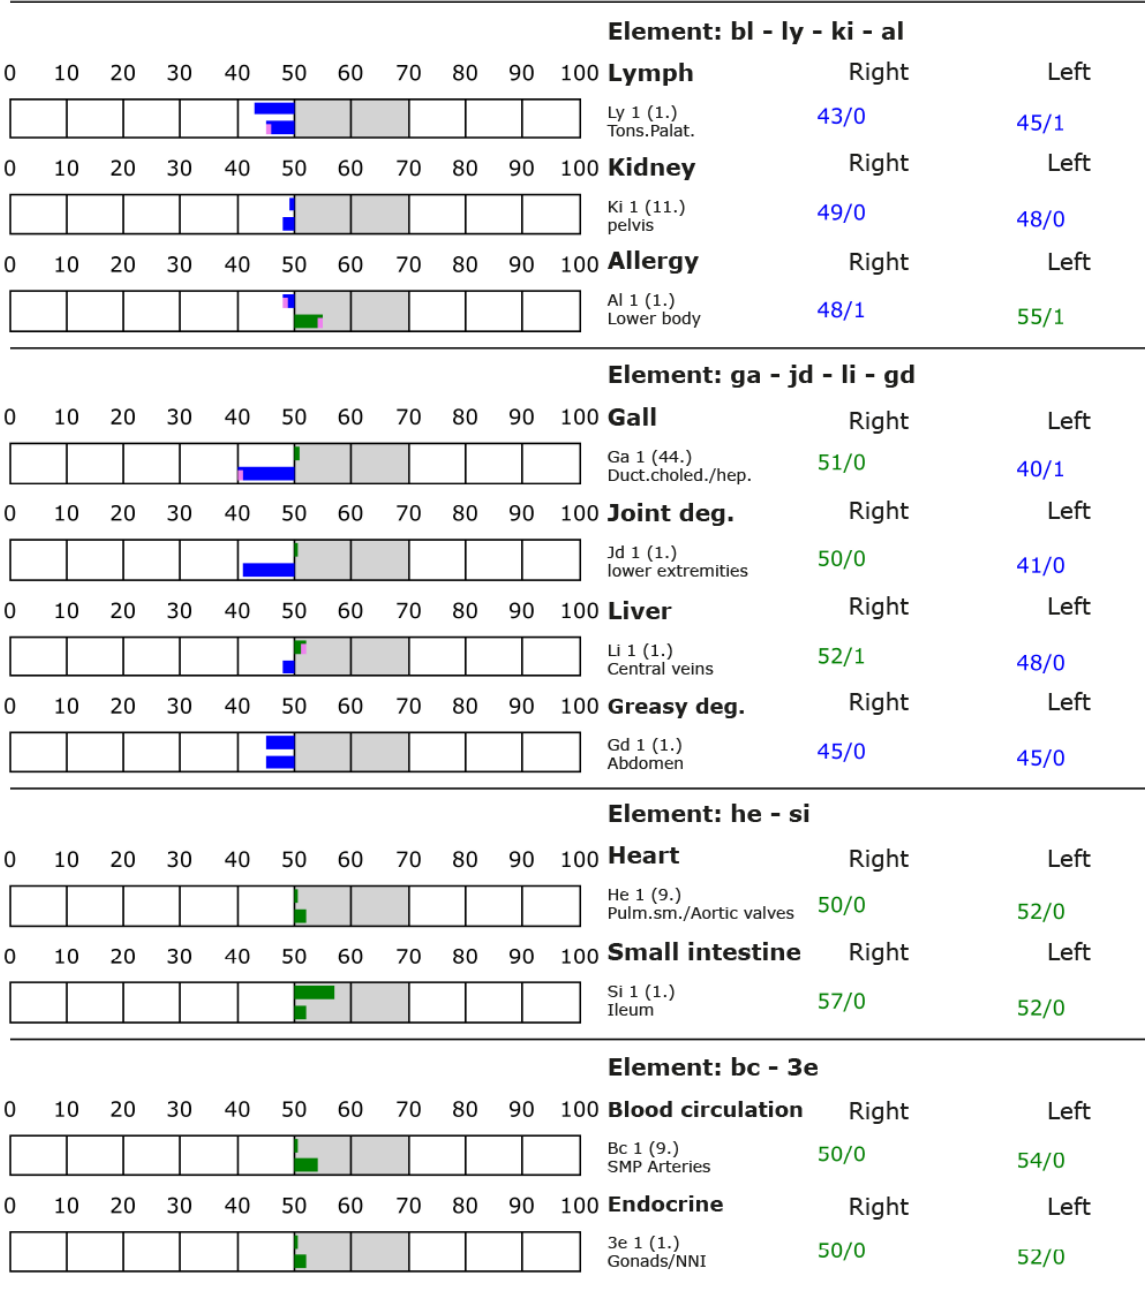 Element: bl - ly - ki - al
0 10 20 30 40 50 60 70 80 90 100 Lymph Right Left
Ly 1 (1.) 43/0 45/1
Tons.Palat.
0 10 20 30 40 50 60 70 80 90 100 Kidney Right Left
Ki 1 (11.) 49/0 48/0
pelvis
0 10 20 30 40 50 60 70 80 90 100 Allergy Right Left
Al 1 (1.) 48/1 55/1
Lower body
Element: ga - jd - li - gd
0 10 20 30 40 50 60 70 80 90 100 Gall Right Left
Ga 1 (44.) 51/0 40/1
Duct.choled./hep.
0 10 20 30 40 50 60 70 80 90 100 Joint deg. Right Left
Jd 1 (1.) 50/0 41/0
lower extremities
0 10 20 30 40 50 60 70 80 90 100 Liver Right Left
Li 1 (1.) 52/1 48/0
Central veins
0 10 20 30 40 50 60 70 80 90 100 Greasy deg. Right Left
Gd 1 (1.) 45/0 45/0
Abdomen
Element: he - si
0 10 20 30 40 50 60 70 80 90 100 Heart Right Left
He 1 (9.) 50/0 52/0
Pulm.sm./Aortic valves
0 10 20 30 40 50 60 70 80 90 100 Small intestine Right Left
Si 1 (1.) 57/0 52/0
Ileum
Element: bc - 3e
0 10 20 30 40 50 60 70 80 90 100 Blood circulation Right Left
Bc 1 (9.) 50/0 54/0
SMP Arteries
0 10 20 30 40 50 60 70 80 90 100 Endocrine Right Left
3e 1 (1.) 50/0 52/0
Gonads/NNI